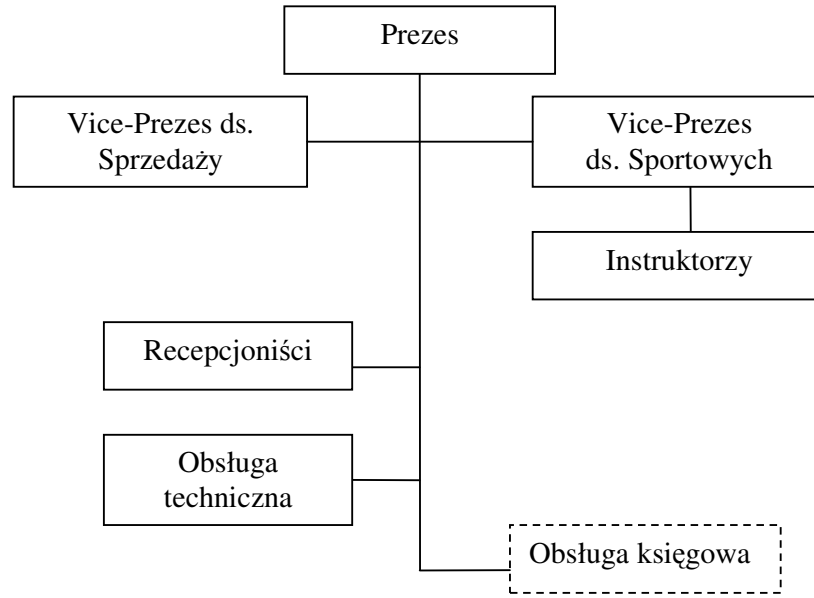 Prezes
Vice-Prezes ds.
Sprzedaży
Vice-Prezes
ds. Sportowych
Instruktorzy
Recepcjoniści
Obsługa
techniczna
Obsługa księgowa